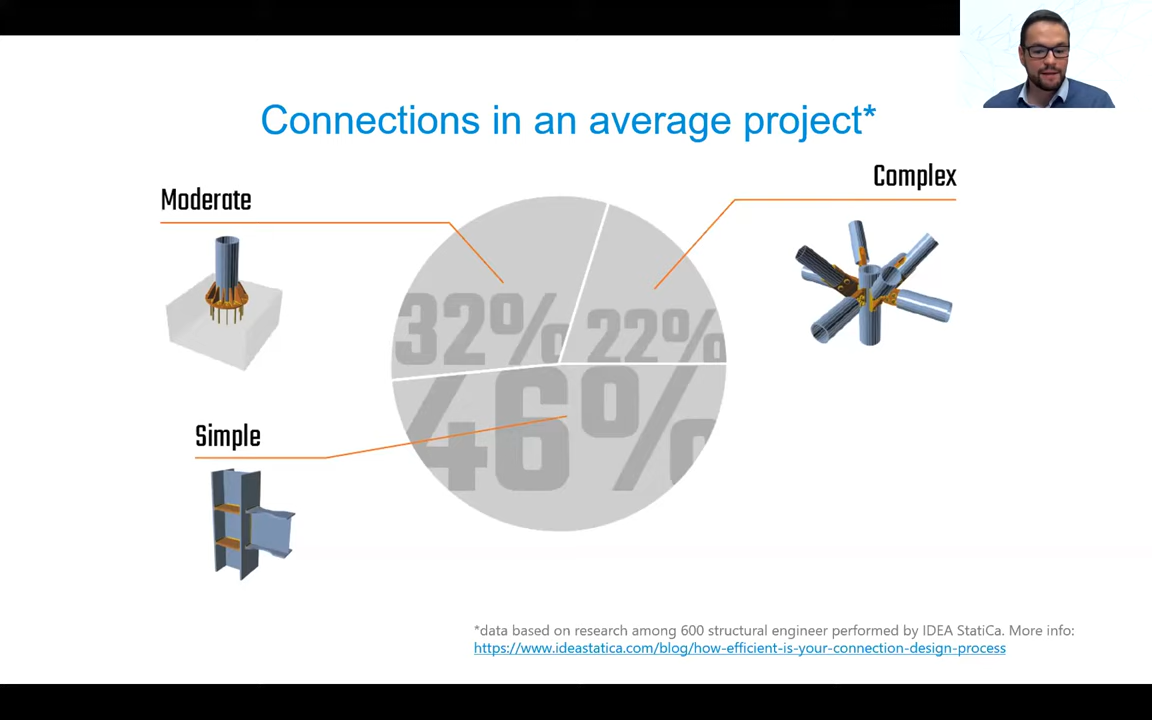 Connections in an average project*
Moderate
Complex
32%
22%
46%
Simple
*data based on research among 600 structural engineer performed by IDEA StatiCa. More info:
https://www.ideastatica.com/blog/how-efficient-is-your-connection-design-process